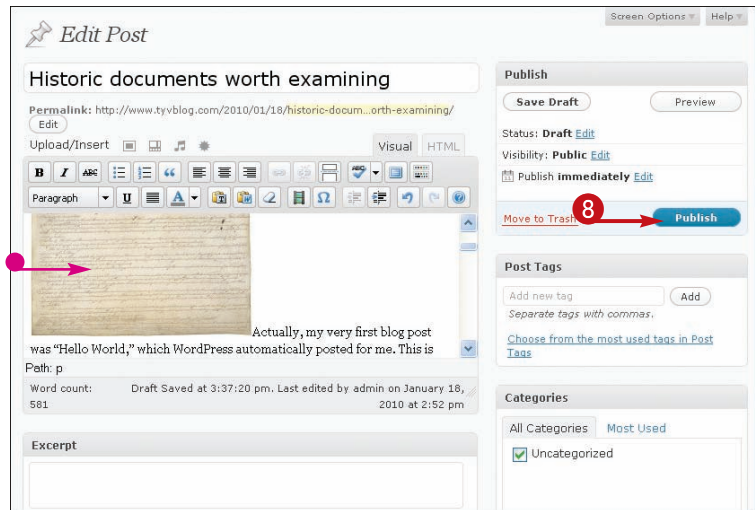 Screen Options Help
Edit Post
Historic documents worth examining
Permalink: http://www.tyvblog.com/2010/01/18/historic-docum...orth-examining/
Edit
Upload/Insert
Visual HTML
B I ABC ABC
Paragraph U A T W Ω
Actually, my very first blog post
was “Hello World,” which WordPress automatically posted for me. This is
Path: p
Word count: 581
Draft Saved at 3:37:20 pm. Last edited by admin on January 18,
2010 at 2:52 pm
Excerpt
Publish
Save Draft Preview
Status: Draft Edit
Visibility: Public Edit
Publish immediately Edit
Move to Trash 8 Publish
Post Tags
Add new tag Add
Separate tags with commas.
Choose from the most used tags in Post
Tags
Categories
All Categories Most Used
Uncategorized